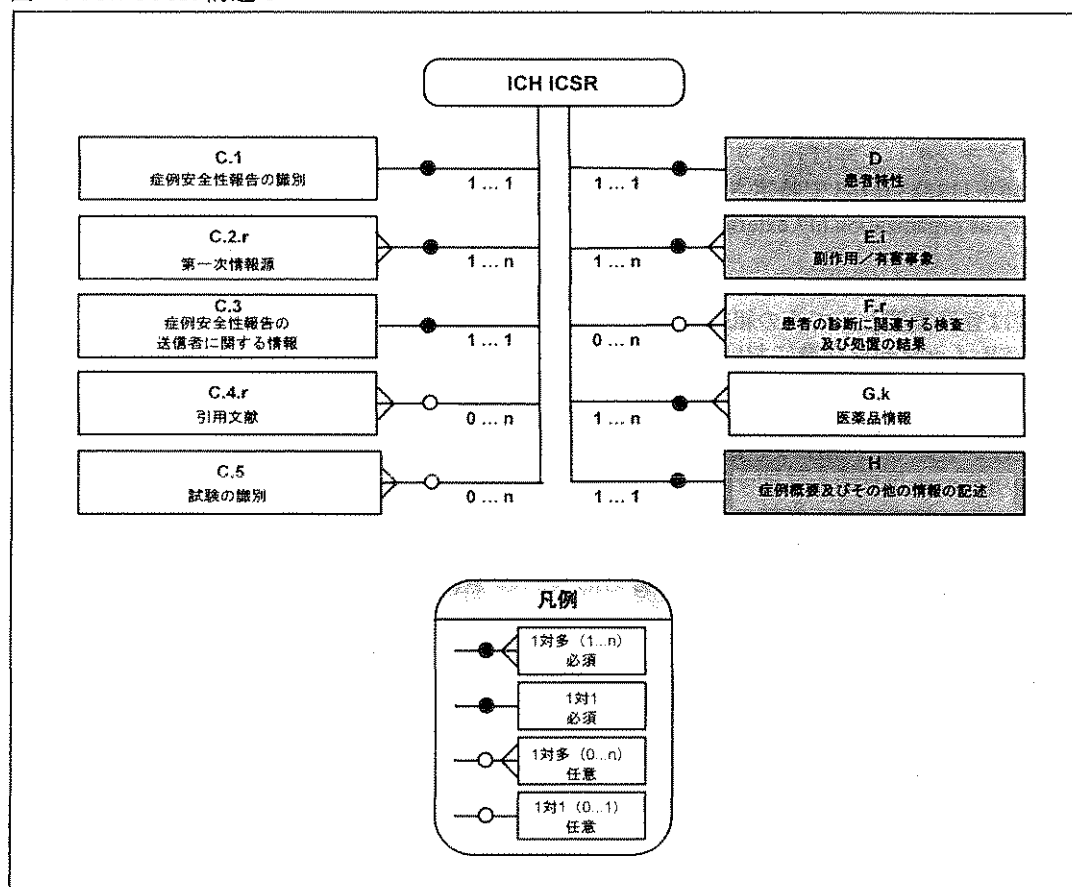 ICH ICSR
C.1
症例安全性報告の識別
1 ... 1
C.2.r
第一次情報源
1 ... n
C.3
症例安全性報告の
送信者に関する情報
1 ... 1
C.4.r
引用文献
0 ... n
C.5
試験の識別
0 ... n
D
患者特性
1 ... 1
E.i
副作用／有害事象
1 ... n
F.r
患者の診断に関連する検査
及び処置の結果
0 ... n
G.k
医薬品情報
1 ... n
H
症例概要及びその他の情報の記述
1 ... 1
凡例
1対多 (1...n)
必須
1対1
必須
1対多 (0...n)
任意
1対1 (0...1)
任意